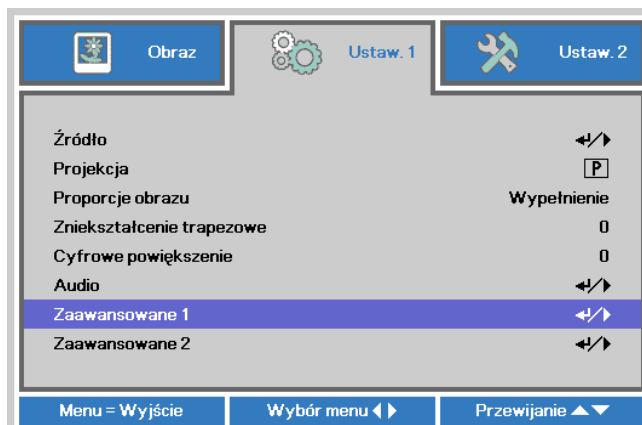 Obraz
Ustaw. 1
Ustaw. 2
Źródło
Projekcja P
Proporcje obrazu Wypełnienie
Zniekształcenie trapezowe 0
Cyfrowe powiększenie 0
Audio
Zaawansowane 1
Zaawansowane 2
Menu = Wyjście Wybór menu Przewijanie